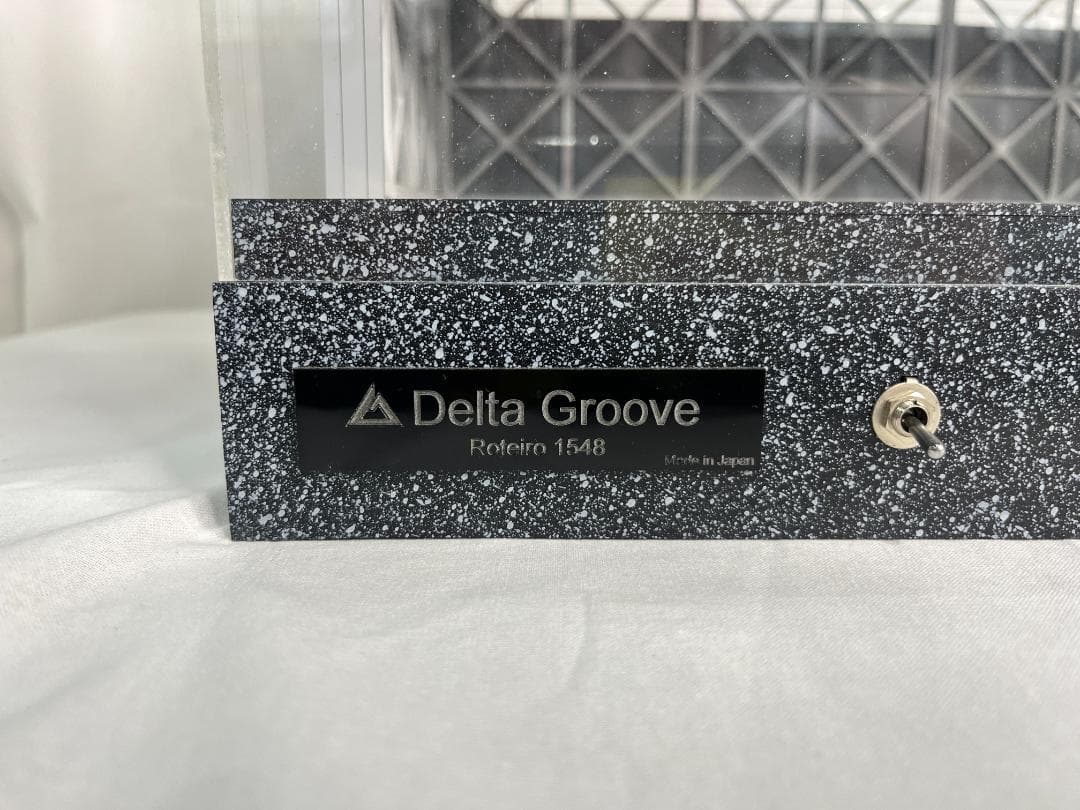 Delta Groove
Roteiro 1548
Made in Japan